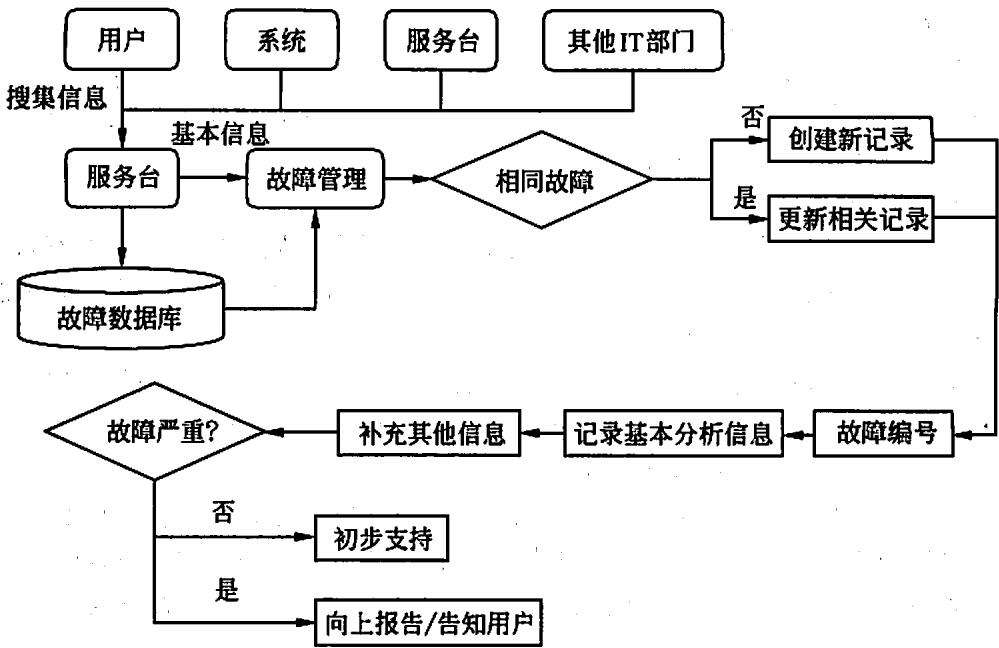 用户
系统
服务台
其他IT部门
搜集信息
基本信息
服务台
故障管理
相同故障
否
创建新记录
是
更新相关记录
故障数据库
故障严重?
补充其他信息
记录基本分析信息
故障编号
否
初步支持
是
向上报告/告知用户